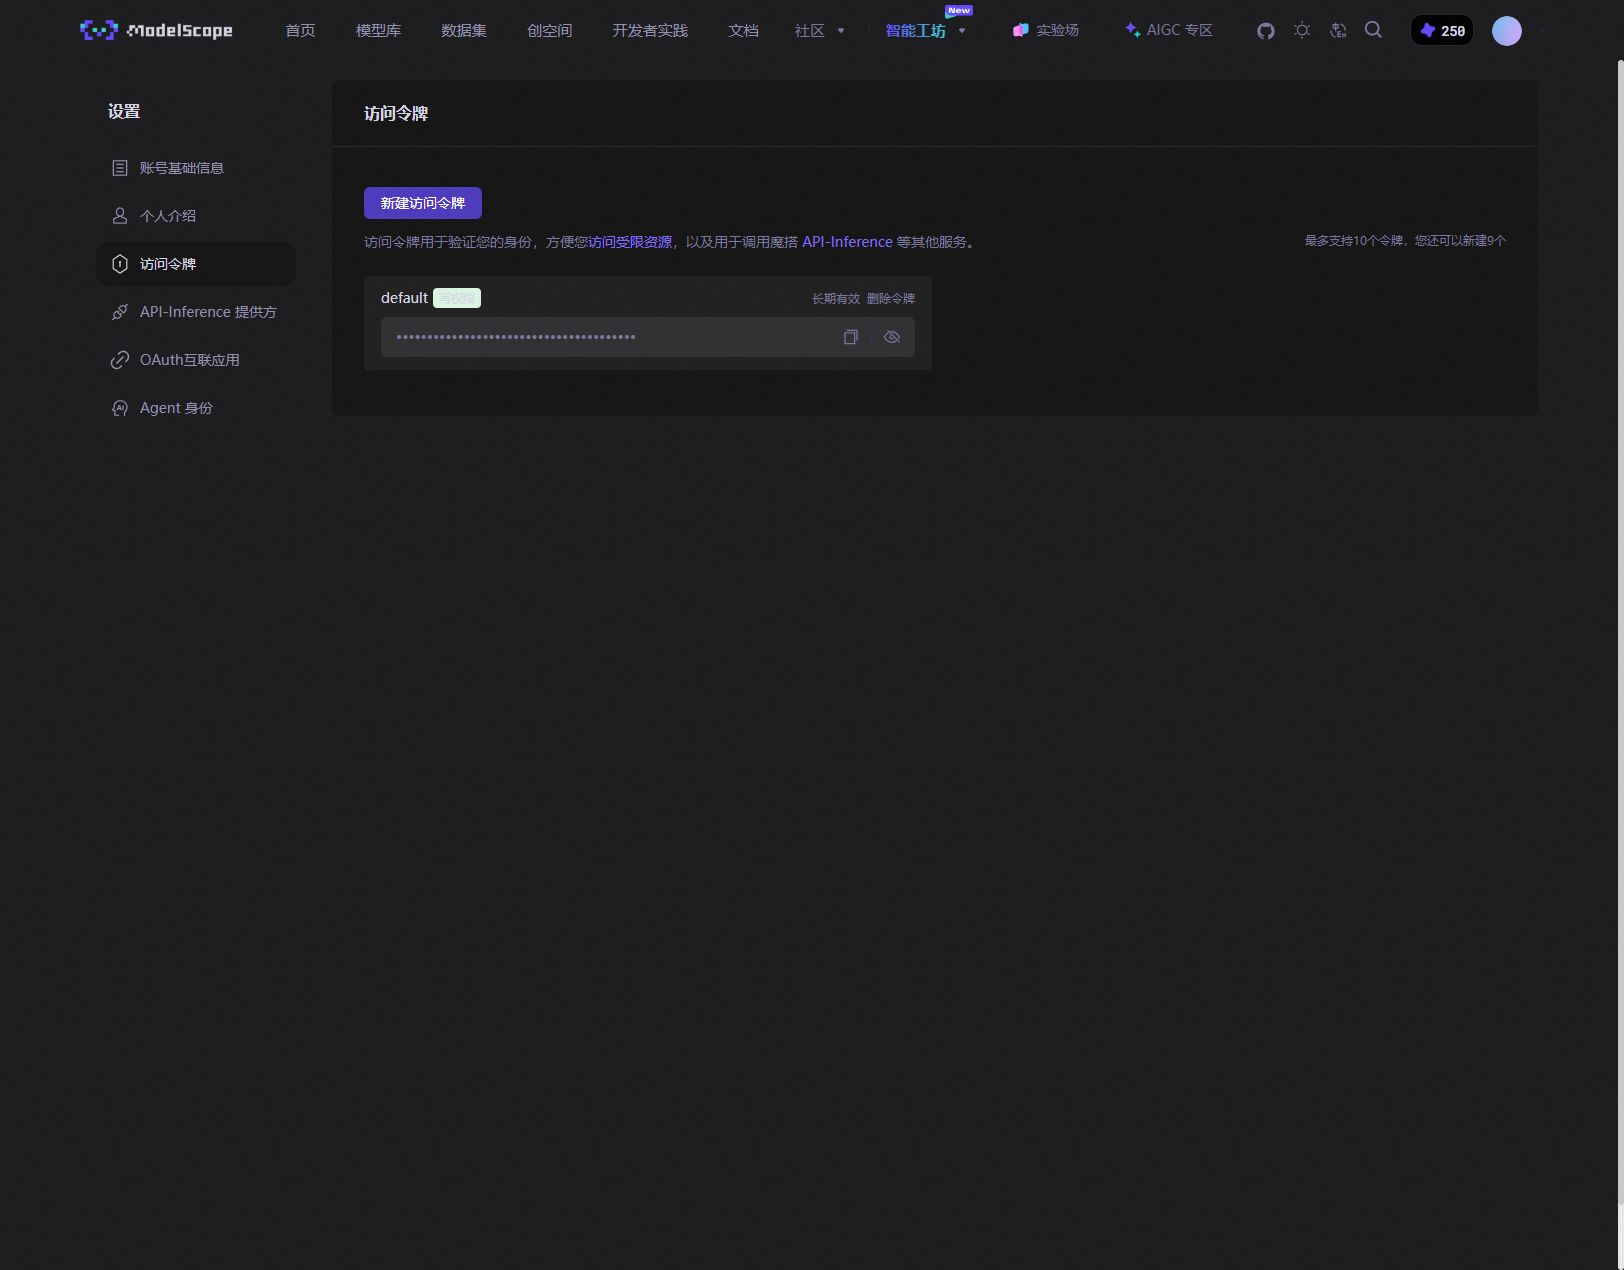 ModelScope 首页 模型库 数据集 创空间 开发者实践 文档 社区 智能工坊 New 实验场 AIGC 专区 250
设置
账号基础信息
个人介绍
访问令牌
API-Inference 提供方
OAuth互联应用
Agent 身份
访问令牌
新建访问令牌
访问令牌用于验证您的身份，方便您访问受限资源，以及用于调用魔搭 API-Inference 等其他服务。
最多支持10个令牌，您还可以新建9个
default 写权限 长期有效 删除令牌